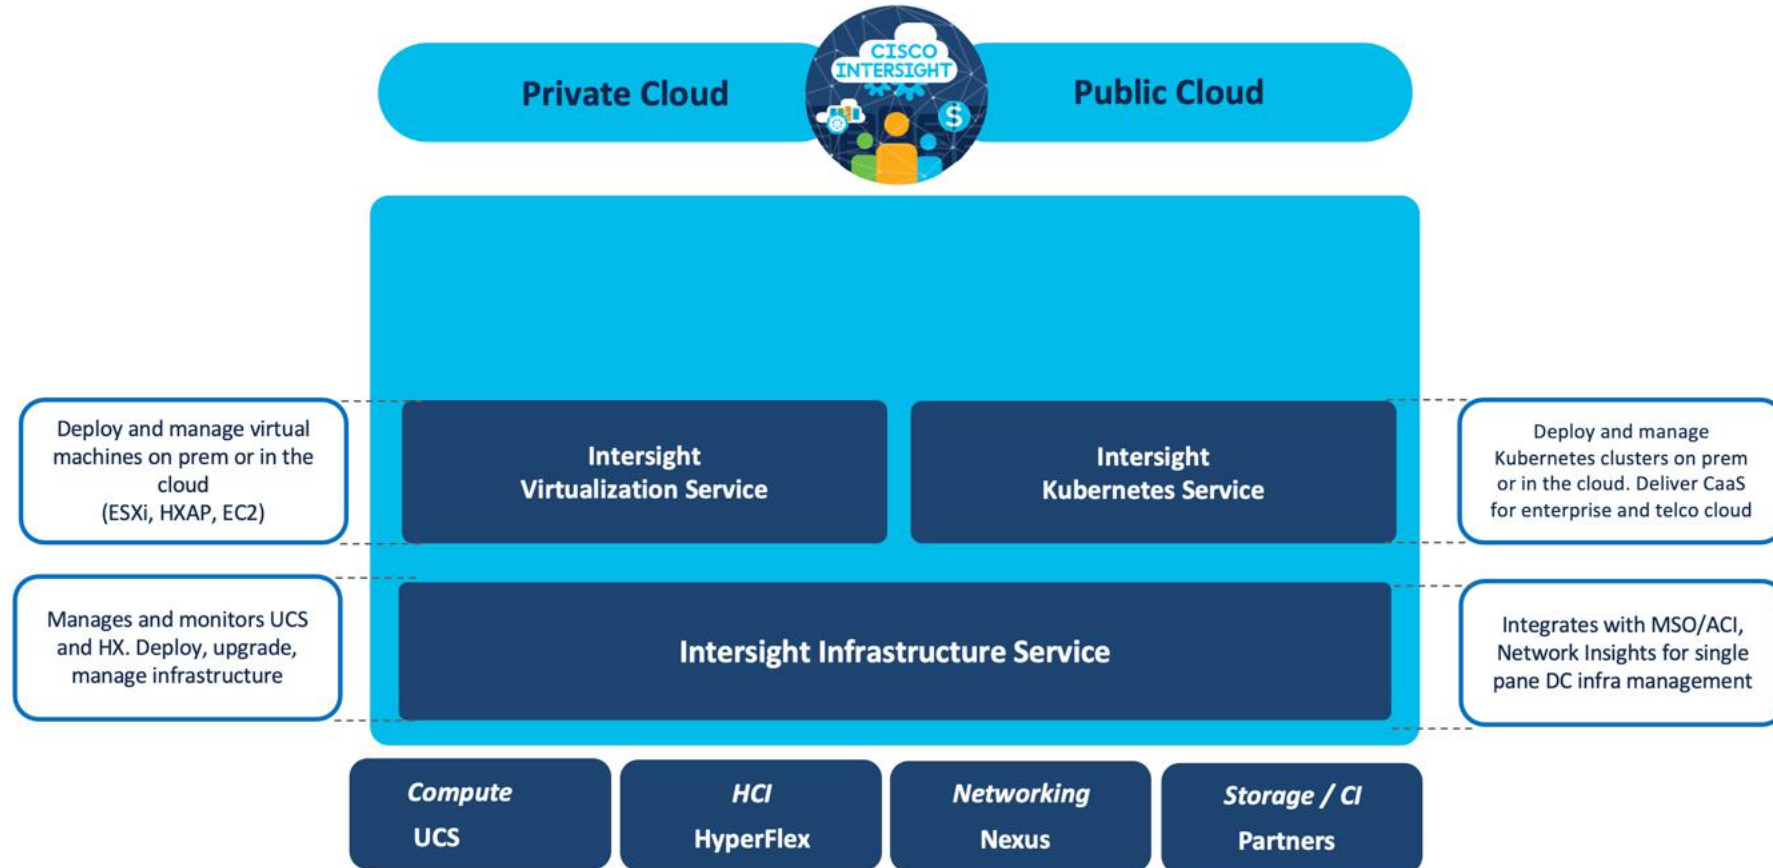 Private Cloud
CISCO
INTERSIGHT
$
Public Cloud
Deploy and manage virtual
machines on prem or in the
cloud
(ESXi, HXAP, EC2)
Intersight
Virtualization Service
Intersight
Kubernetes Service
Deploy and manage
Kubernetes clusters on prem
or in the cloud. Deliver CaaS
for enterprise and telco cloud
Manages and monitors UCS
and HX. Deploy, upgrade,
manage infrastructure
Intersight Infrastructure Service
Integrates with MSO/ACI,
Network Insights for single
pane DC infra management
Compute
UCS
HCI
HyperFlex
Networking
Nexus
Storage / CI
Partners